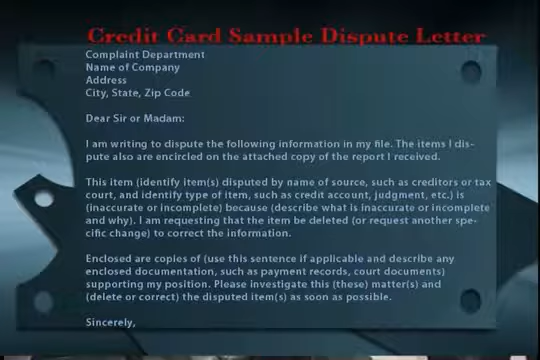 Credit Card Sample Dispute Letter
Complaint Department
Name of Company
Address
City, State, Zip Code
Dear Sir or Madam:
I am writing to dispute the following information in my file. The items I dis-
pute also are encircled on the attached copy of the report I received.
This item (identify item(s) disputed by name of source, such as creditors or tax
court, and identify type of item, such as credit account, judgment, etc.) is
(inaccurate or incomplete) because (describe what is inaccurate or incomplete
and why). I am requesting that the item be deleted (or request another spe-
cific change) to correct the information.
Enclosed are copies of (use this sentence if applicable and describe any
enclosed documentation, such as payment records, court documents)
supporting my position. Please investigate this (these) matter(s) and
(delete or correct) the disputed item(s) as soon as possible.
Sincerely,